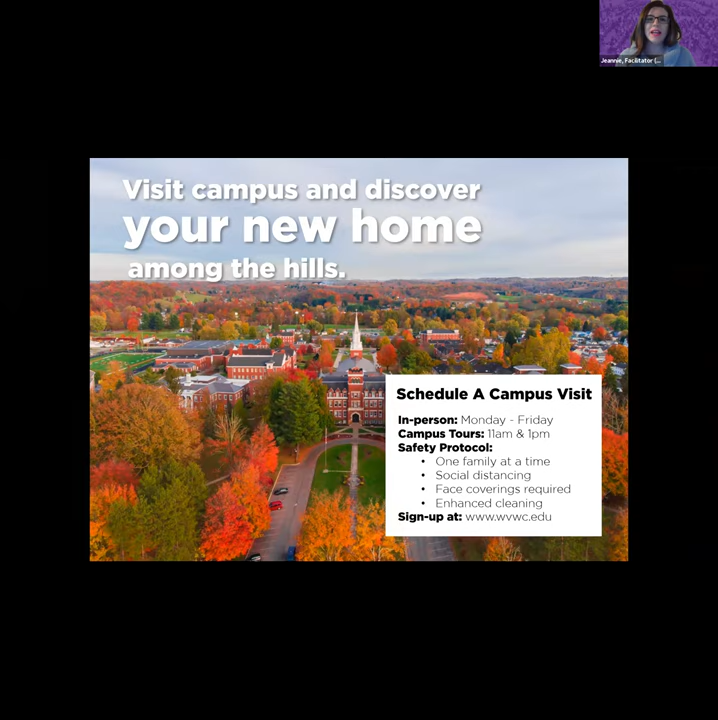 Jeannie, Facilitator (...
Visit campus and discover
your new home
among the hills.
Schedule A Campus Visit
In-person: Monday - Friday
Campus Tours: 11am & 1pm
Safety Protocol:
• One family at a time
• Social distancing
• Face coverings required
• Enhanced cleaning
Sign-up at: www.wvwc.edu